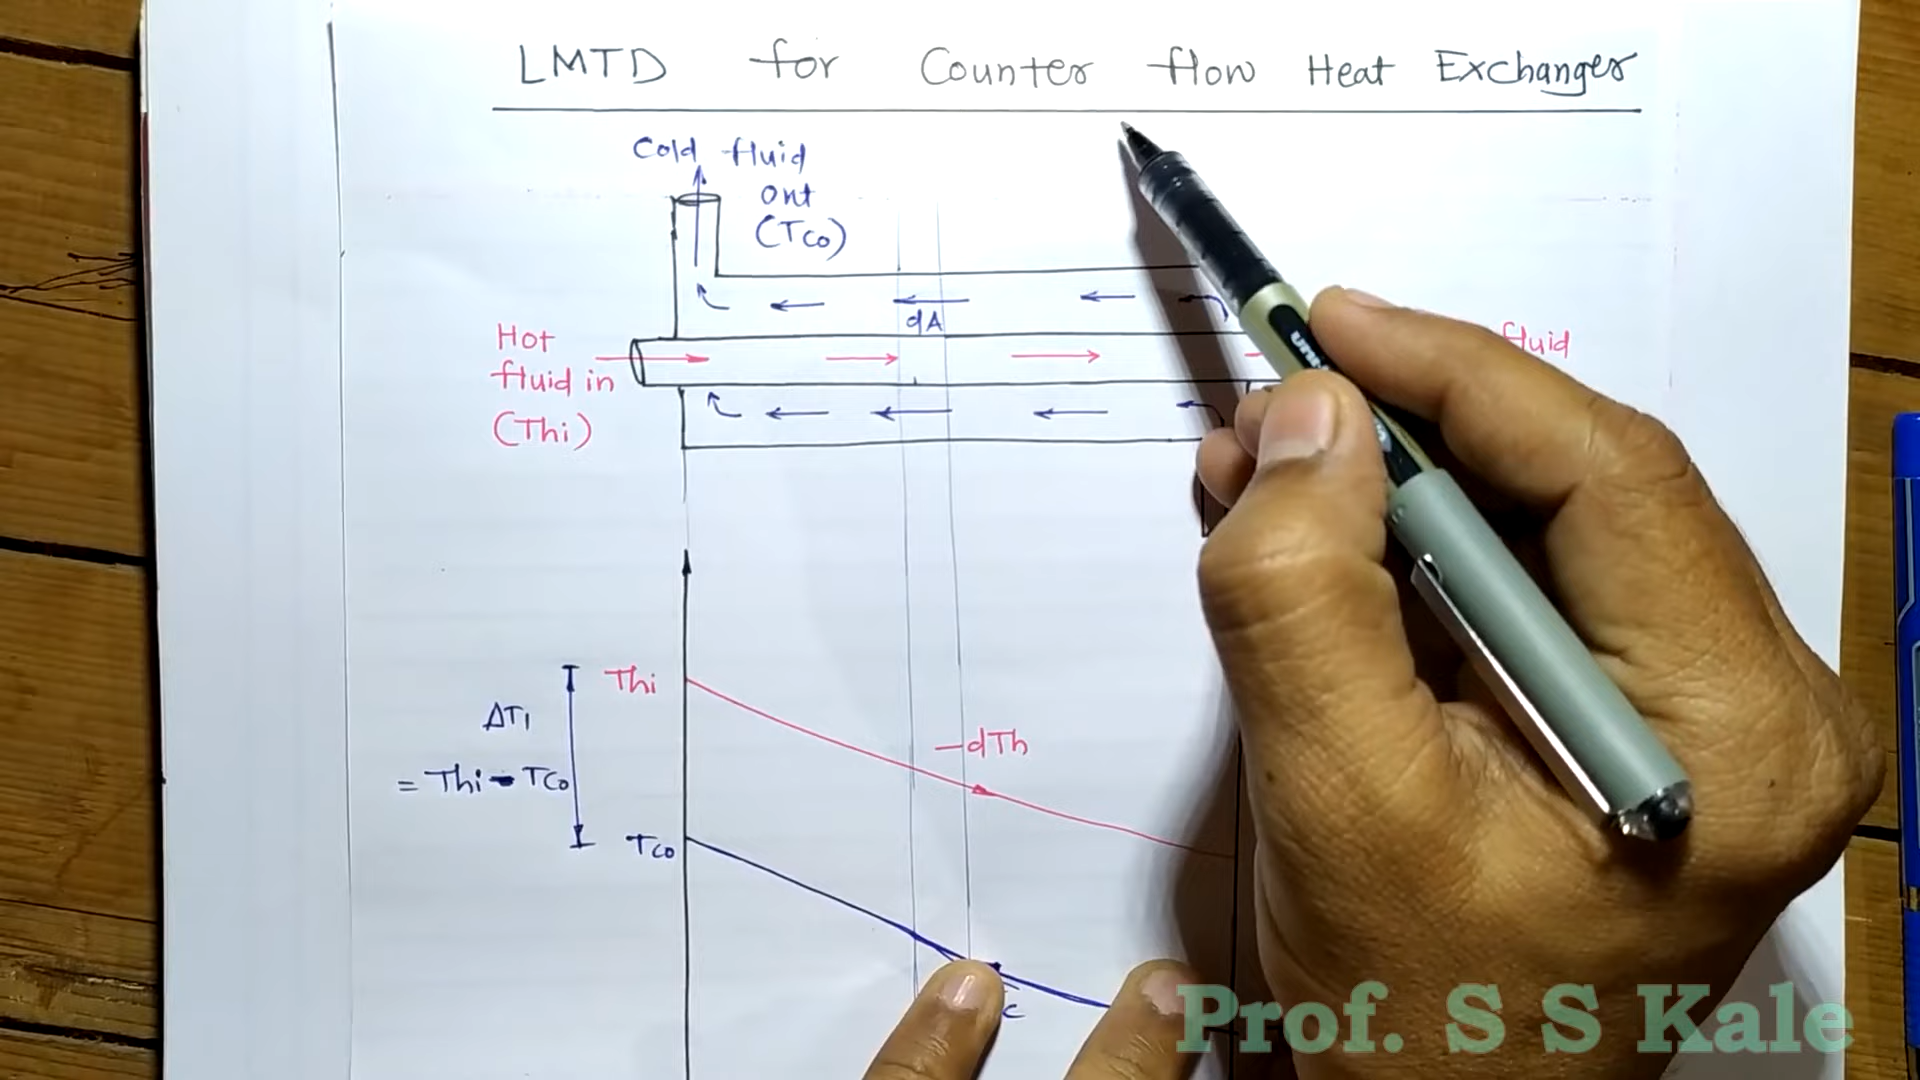 LMTD for Counter flow Heat Exchanger
Cold fluid
out
(Tco)
dA
Hot
fluid in
(Thi)
fluid
Thi
ΔT1
= Thi - Tco
Tco
-dTh
c
Prof. S S Kale